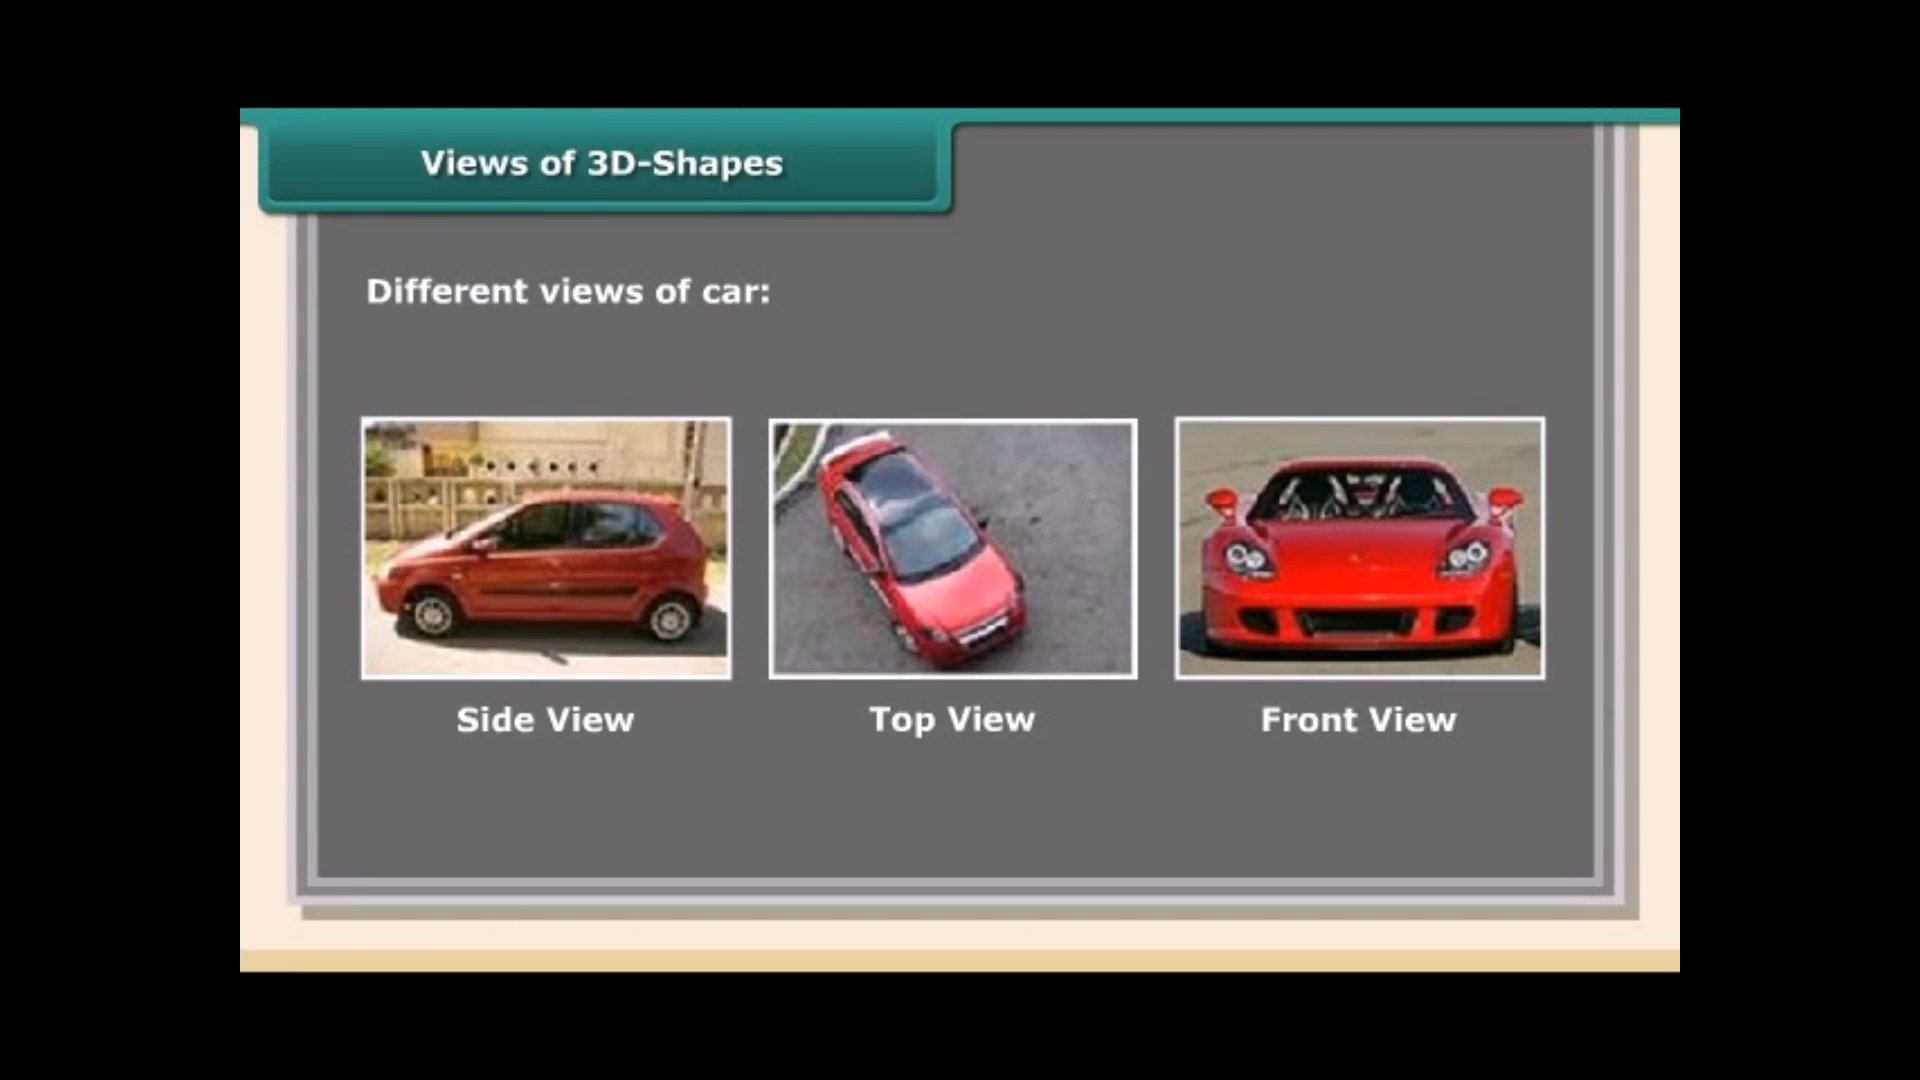 Views of 3D-Shapes
Different views of car:
Side View
Top View
Front View